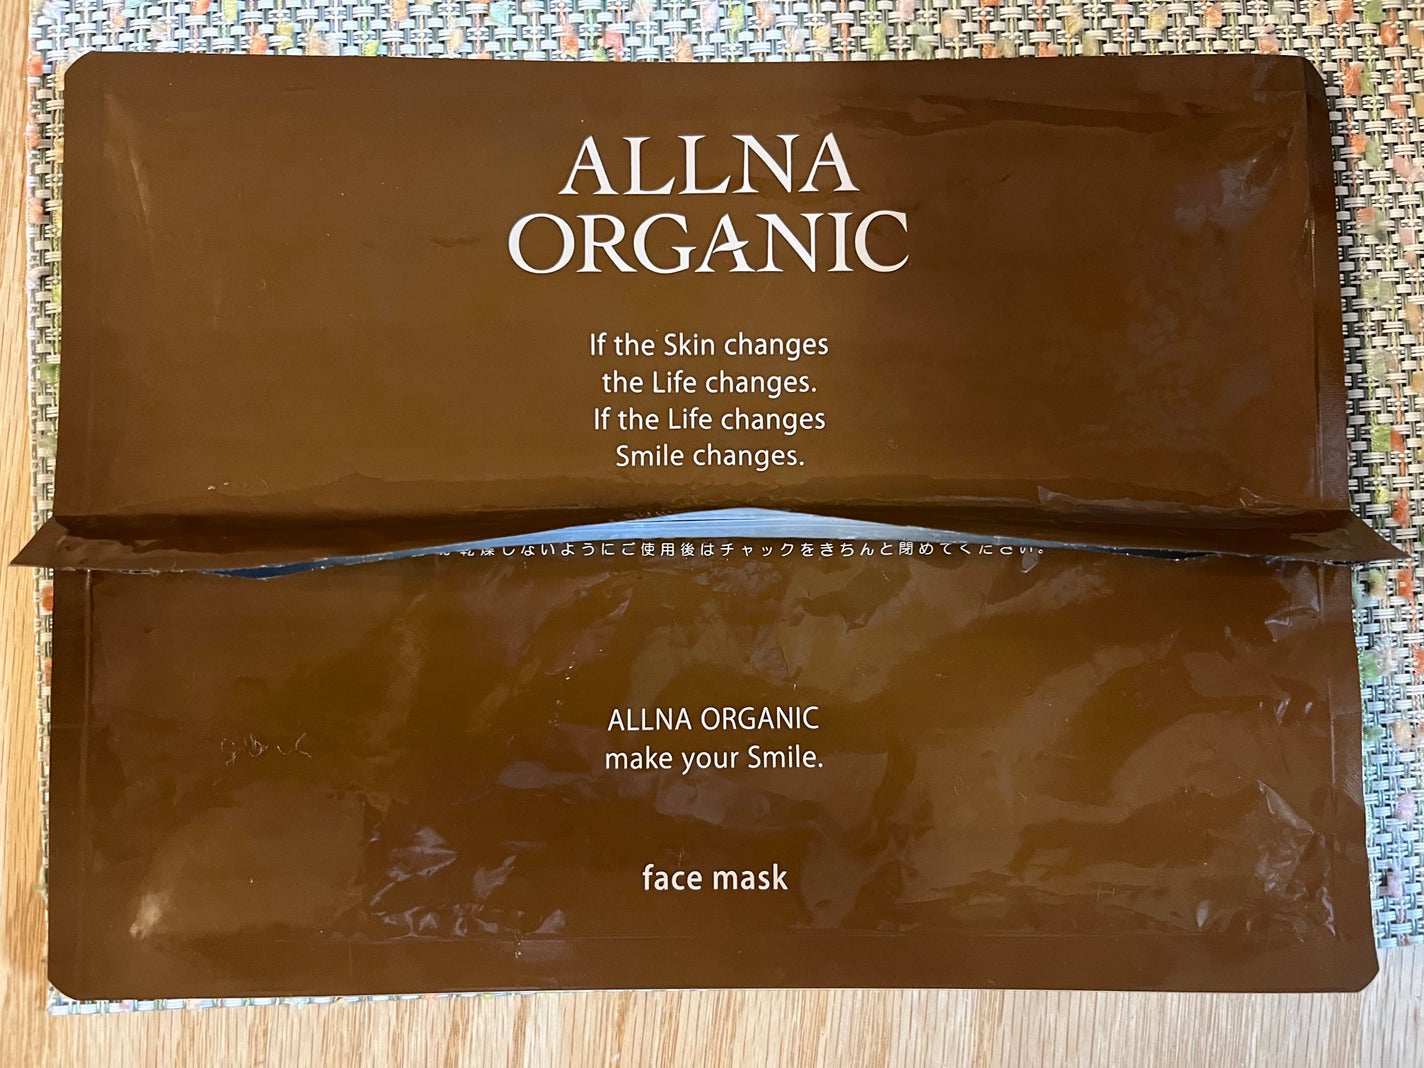 ALLNA
ORGANIC
If the Skin changes
the Life changes.
If the Life changes
Smile changes.
乾燥しないようにご使用後はチャックをきちんと閉めてください。
ALLNA ORGANIC
make your Smile.
face mask